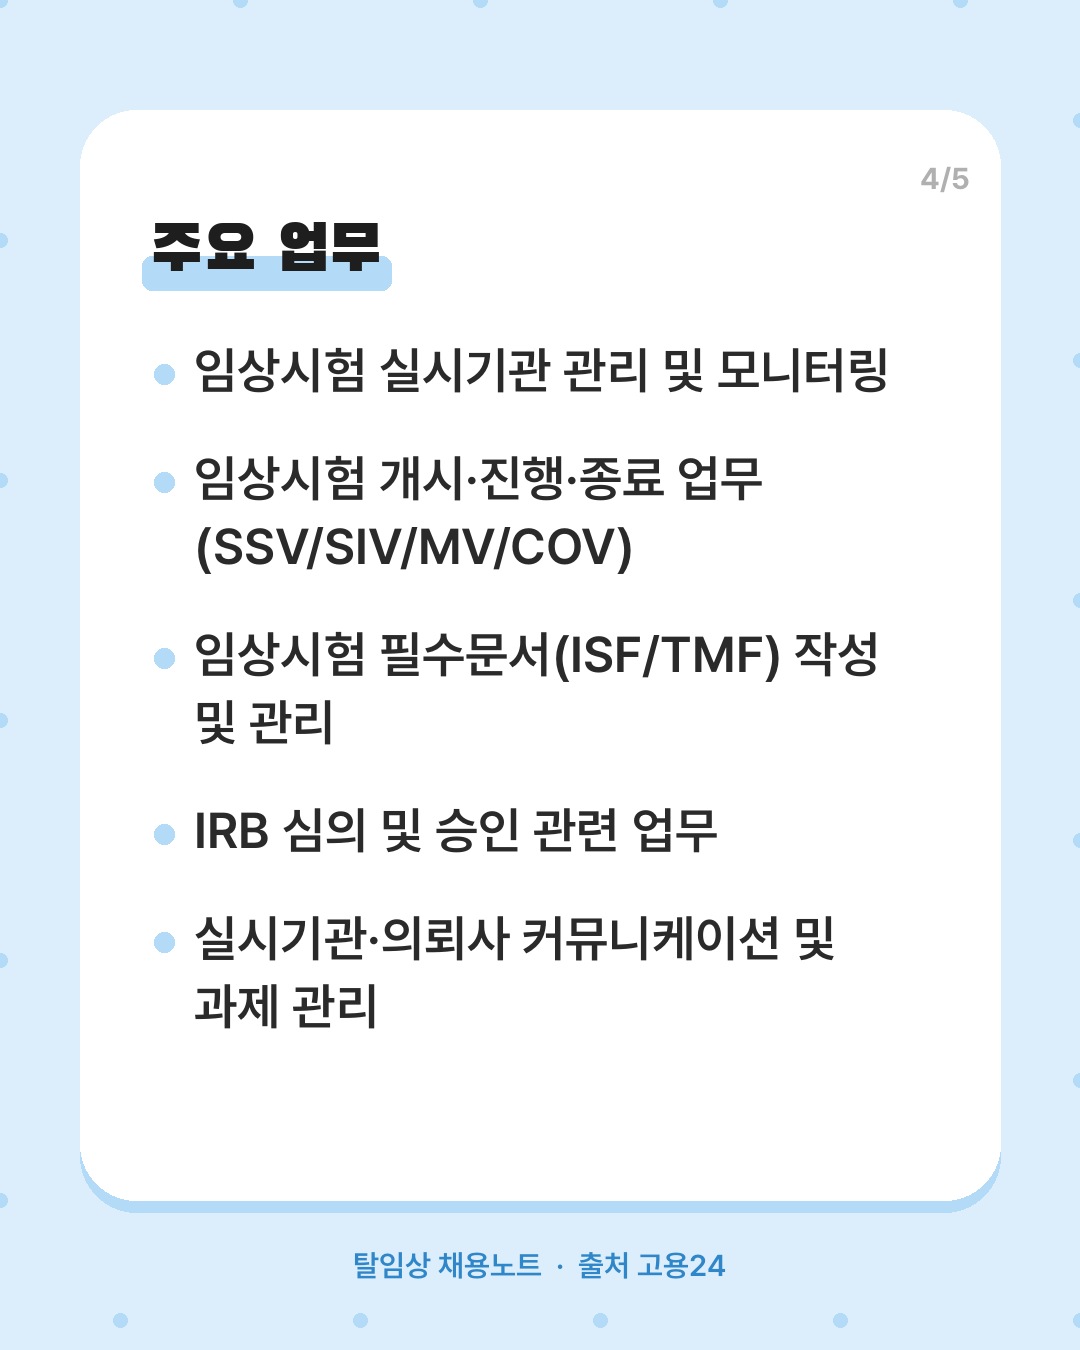 4/5
주요 업무
임상시험 실시기관 관리 및 모니터링
임상시험 개시·진행·종료 업무
(SSV/SIV/MV/COV)
임상시험 필수문서(ISF/TMF) 작성
및 관리
IRB 심의 및 승인 관련 업무
실시기관·의뢰사 커뮤니케이션 및
과제 관리
탈임상 채용노트 · 출처 고용24